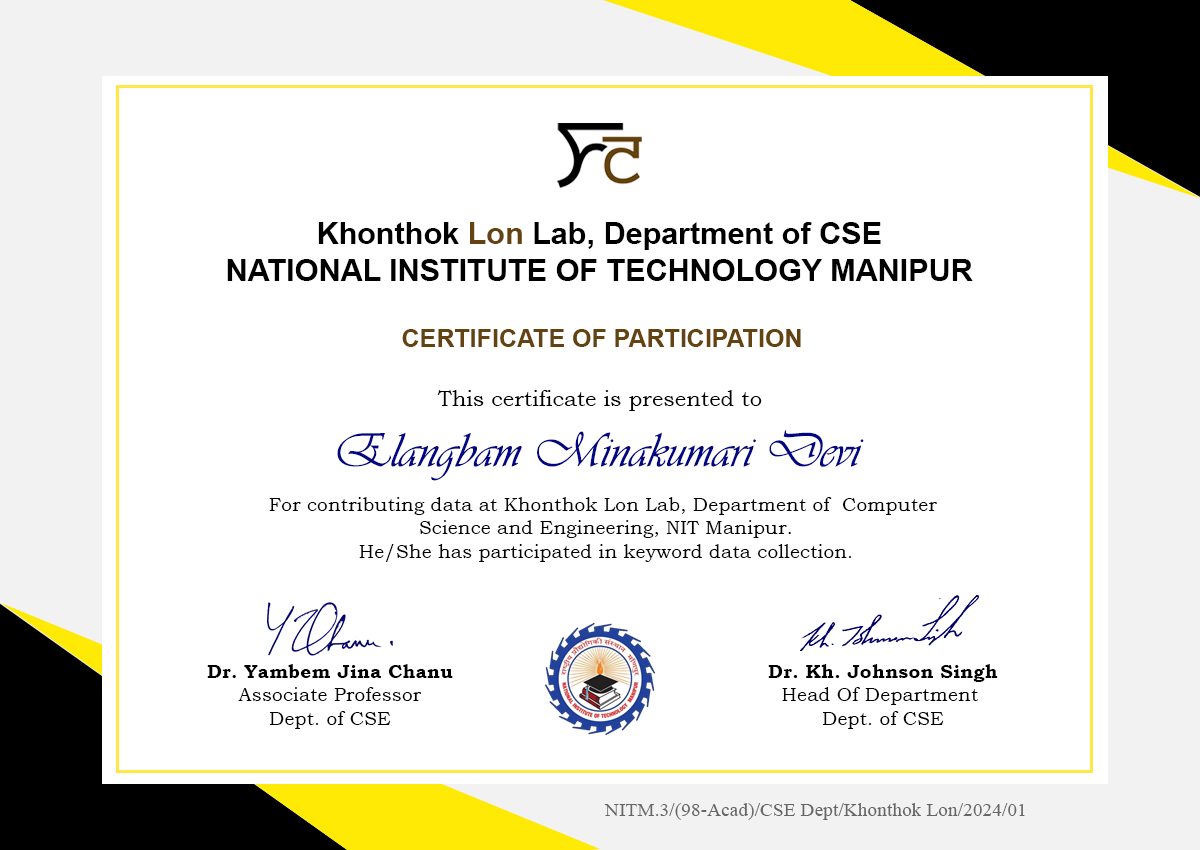 Khonthok Lon Lab, Department of CSE
NATIONAL INSTITUTE OF TECHNOLOGY MANIPUR
CERTIFICATE OF PARTICIPATION
This certificate is presented to
Elangbam Minakumari Devi
For contributing data at Khonthok Lon Lab, Department of Computer
Science and Engineering, NIT Manipur.
He/She has participated in keyword data collection.
Y J Chanu.
Kh. Johnson Singh
Dr. Yambem Jina Chanu
Associate Professor
Dept. of CSE
राष्ट्रीय प्रौद्योगिकी संस्थान मणिपुर
NATIONAL INSTITUTE OF TECHNOLOGY MANIPUR
Dr. Kh. Johnson Singh
Head Of Department
Dept. of CSE
NITM.3/(98-Acad)/CSE Dept/Khonthok Lon/2024/01